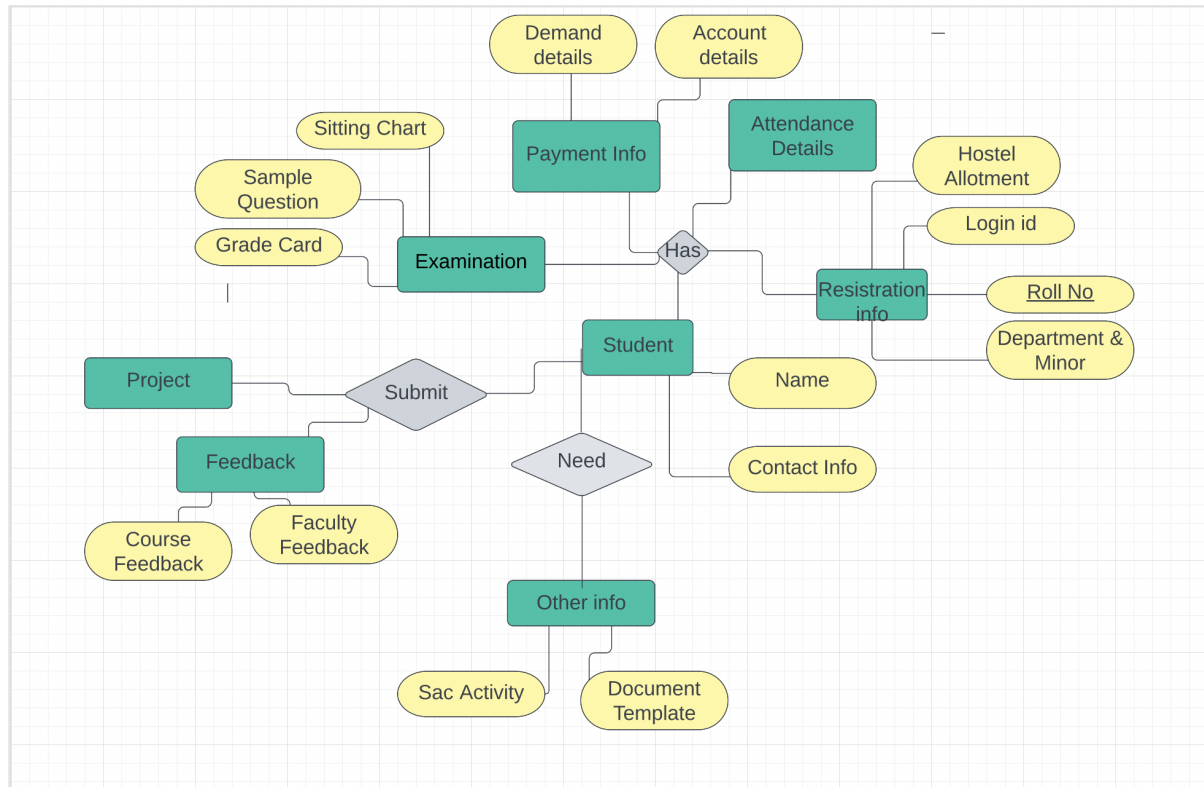 Demand
details
Account
details
Sitting Chart
Payment Info
Attendance
Details
Hostel
Allotment
Sample
Question
Login id
Grade Card
Examination
Has
Resistration
info
Roll No
Department &
Minor
Student
Project
Submit
Name
Feedback
Need
Contact Info
Course
Feedback
Faculty
Feedback
Other info
Sac Activity
Document
Template